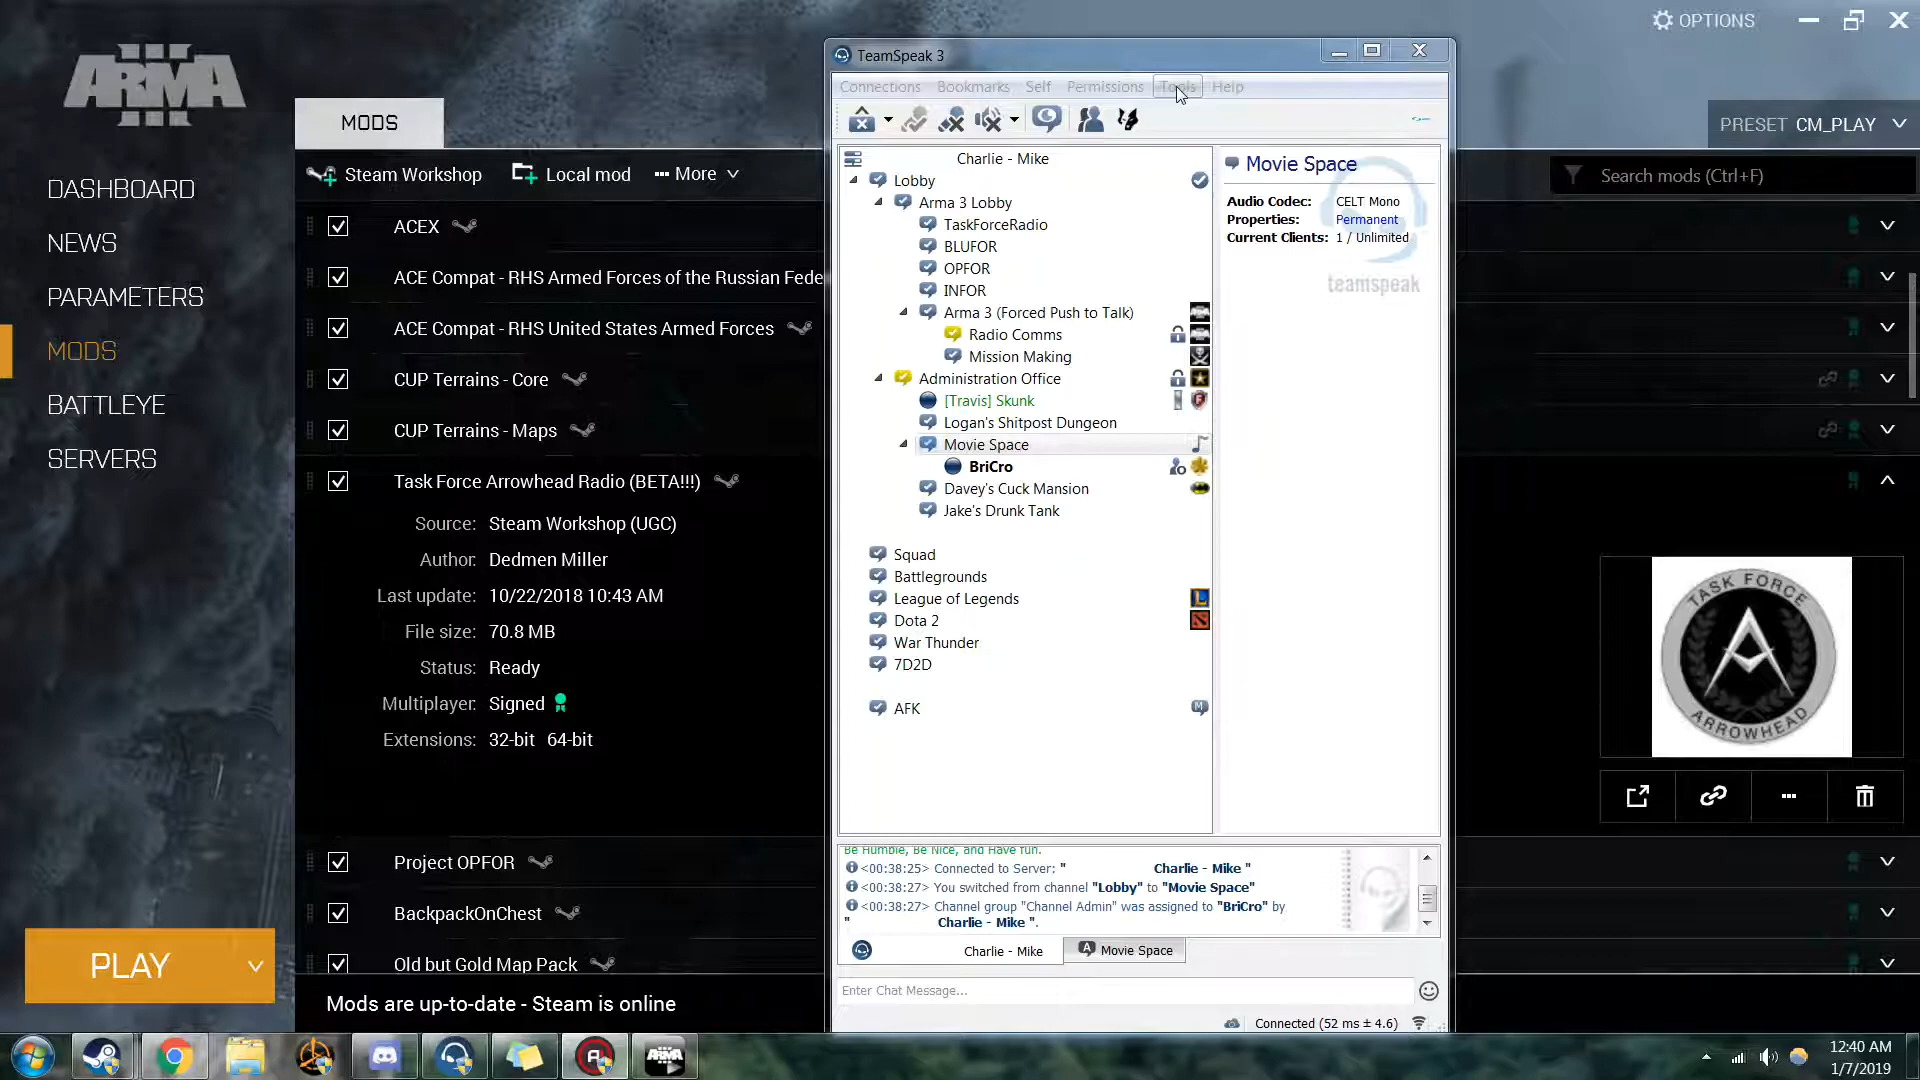 OPTIONS
ARMA III
PRESET CM_PLAY
MODS
Steam Workshop
Local mod
More
Search mods (Ctrl+F)
DASHBOARD
NEWS
PARAMETERS
MODS
BATTLEYE
SERVERS
PLAY
ACEX
ACE Compat - RHS Armed Forces of the Russian Fede
ACE Compat - RHS United States Armed Forces
CUP Terrains - Core
CUP Terrains - Maps
Task Force Arrowhead Radio (BETA!!!)
Source: Steam Workshop (UGC)
Author: Dedmen Miller
Last update: 10/22/2018 10:43 AM
File size: 70.8 MB
Status: Ready
Multiplayer: Signed
Extensions: 32-bit 64-bit
Project OPFOR
BackpackOnChest
Old but Gold Map Pack
Mods are up-to-date - Steam is online
TASK FORCE
ARROWHEAD
TeamSpeak 3
Connections Bookmarks Self Permissions Tools Help
Charlie - Mike
Lobby
Arma 3 Lobby
TaskForceRadio
BLUFOR
OPFOR
INFOR
Arma 3 (Forced Push to Talk)
Radio Comms
Mission Making
Administration Office
[Travis] Skunk
Logan's Shitpost Dungeon
Movie Space
BriCro
Davey's Cuck Mansion
Jake's Drunk Tank
Squad
Battlegrounds
League of Legends
Dota 2
War Thunder
7D2D
AFK
Movie Space
Audio Codec: CELT Mono
Properties: Permanent
Current Clients: 1 / Unlimited
teamspeak
Be Humble, Be Nice, and Have fun.
<00:38:25> Connected to Server: " Charlie - Mike "
<00:38:27> You switched from channel "Lobby" to "Movie Space"
<00:38:27> Channel group "Channel Admin" was assigned to "BriCro" by
" Charlie - Mike ".
Charlie - Mike
Movie Space
Enter Chat Message...
Connected (52 ms ± 4.6)
12:40 AM
1/7/2019